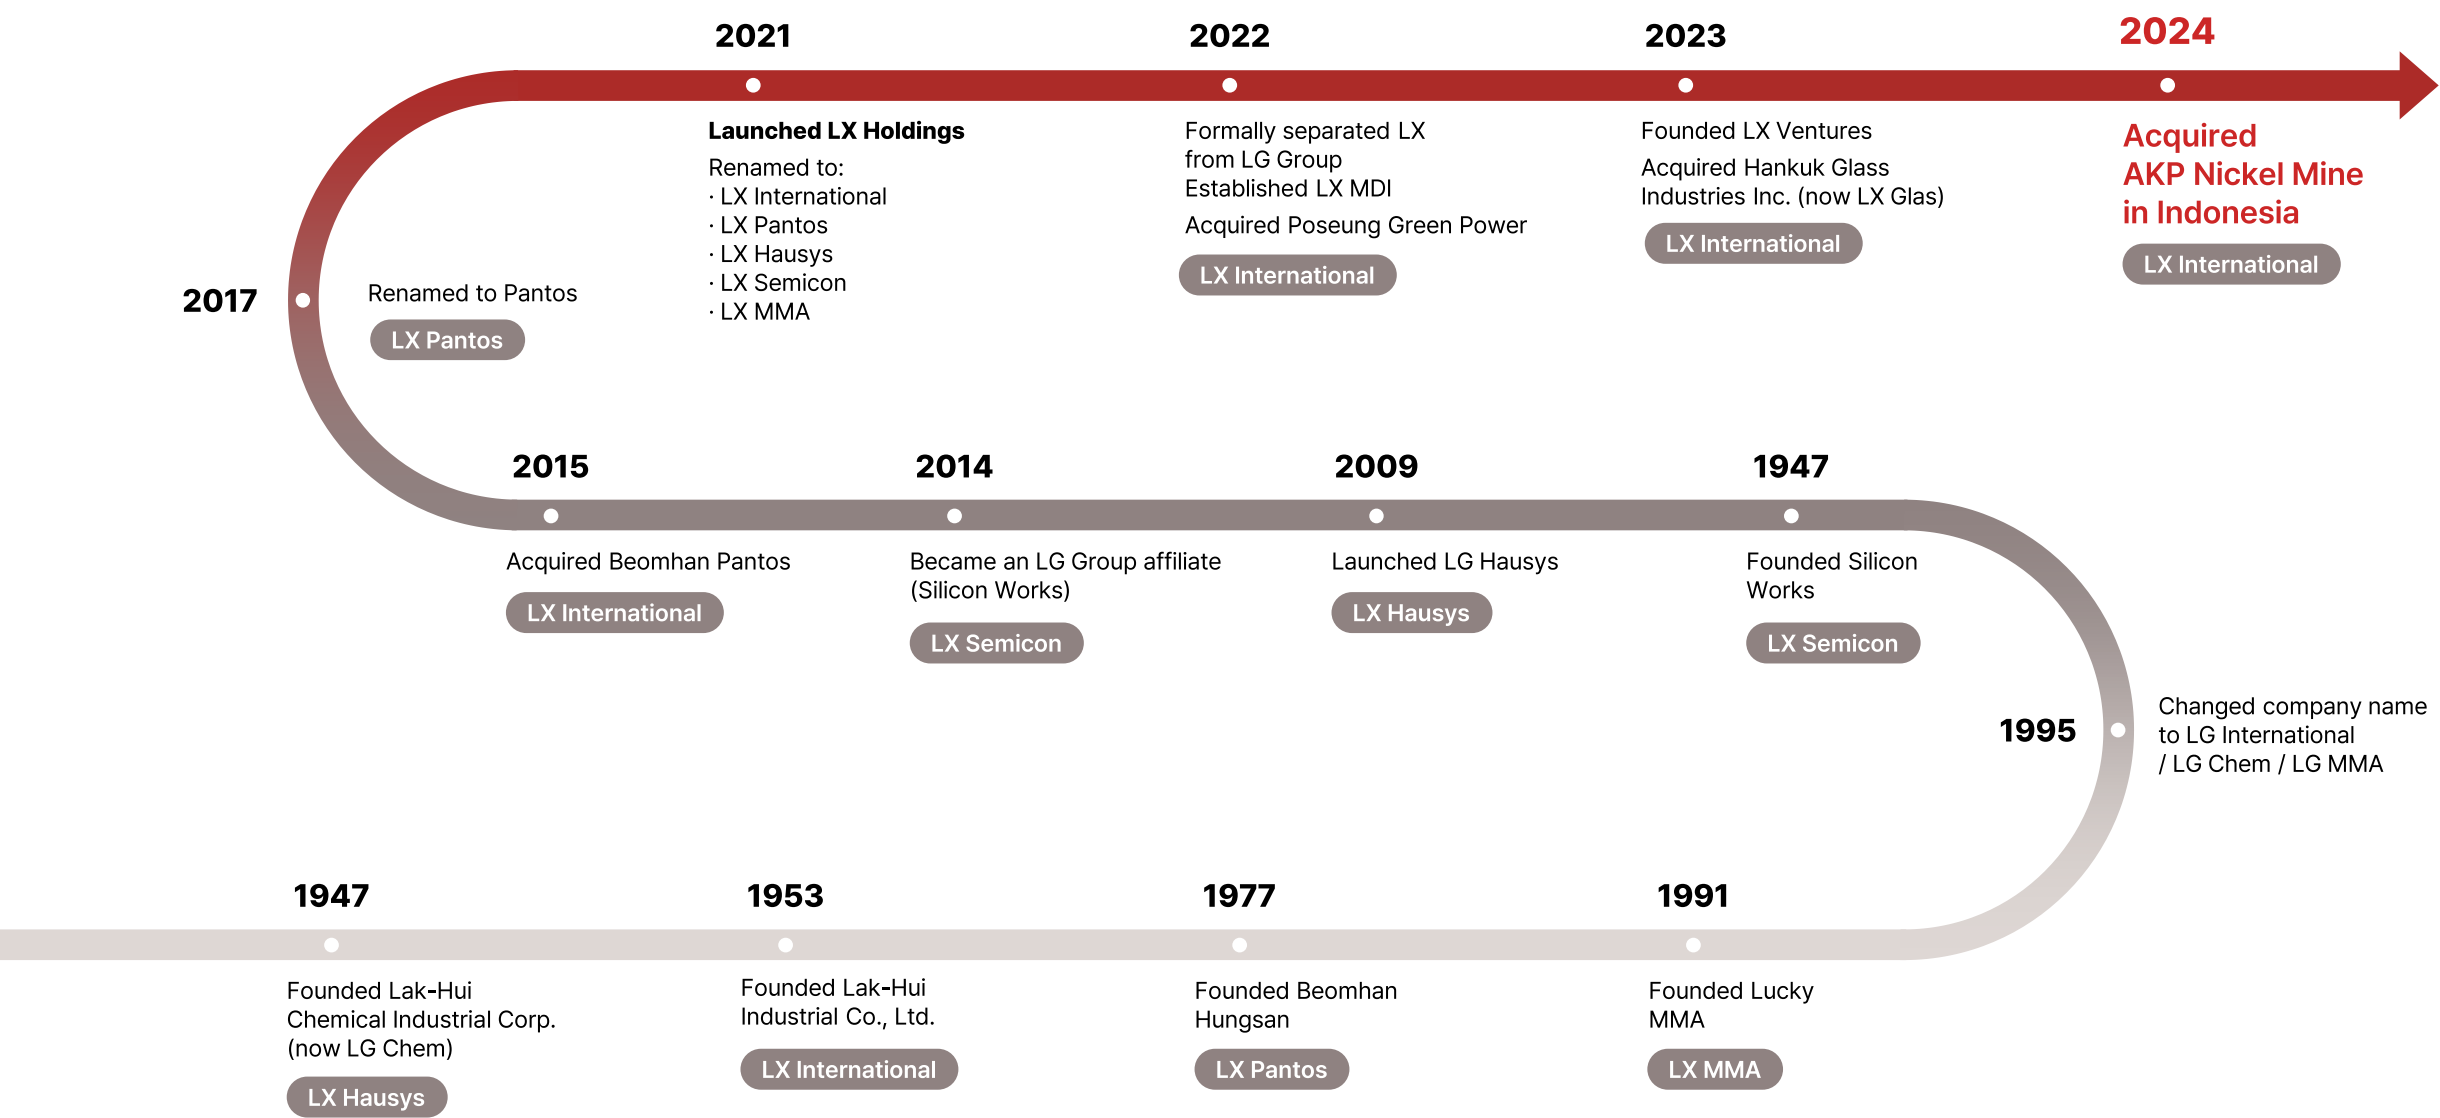 2021
Launched LX Holdings
Renamed to:
· LX International
· LX Pantos
· LX Hausys
· LX Semicon
· LX MMA
2022
Formally separated LX
from LG Group
Established LX MDI
Acquired Poseung Green Power
LX International
2023
Founded LX Ventures
Acquired Hankuk Glass
Industries Inc. (now LX Glas)
LX International
2024
Acquired
AKP Nickel Mine
in Indonesia
LX International
2017
Renamed to Pantos
LX Pantos
2015
Acquired Beomhan Pantos
LX International
2014
Became an LG Group affiliate
(Silicon Works)
LX Semicon
2009
Launched LG Hausys
LX Hausys
1947
Founded Silicon
Works
LX Semicon
1995
Changed company name
to LG International
/ LG Chem / LG MMA
1947
Founded Lak-Hui
Chemical Industrial Corp.
(now LG Chem)
LX Hausys
1953
Founded Lak-Hui
Industrial Co., Ltd.
LX International
1977
Founded Beomhan
Hungsan
LX Pantos
1991
Founded Lucky
MMA
LX MMA